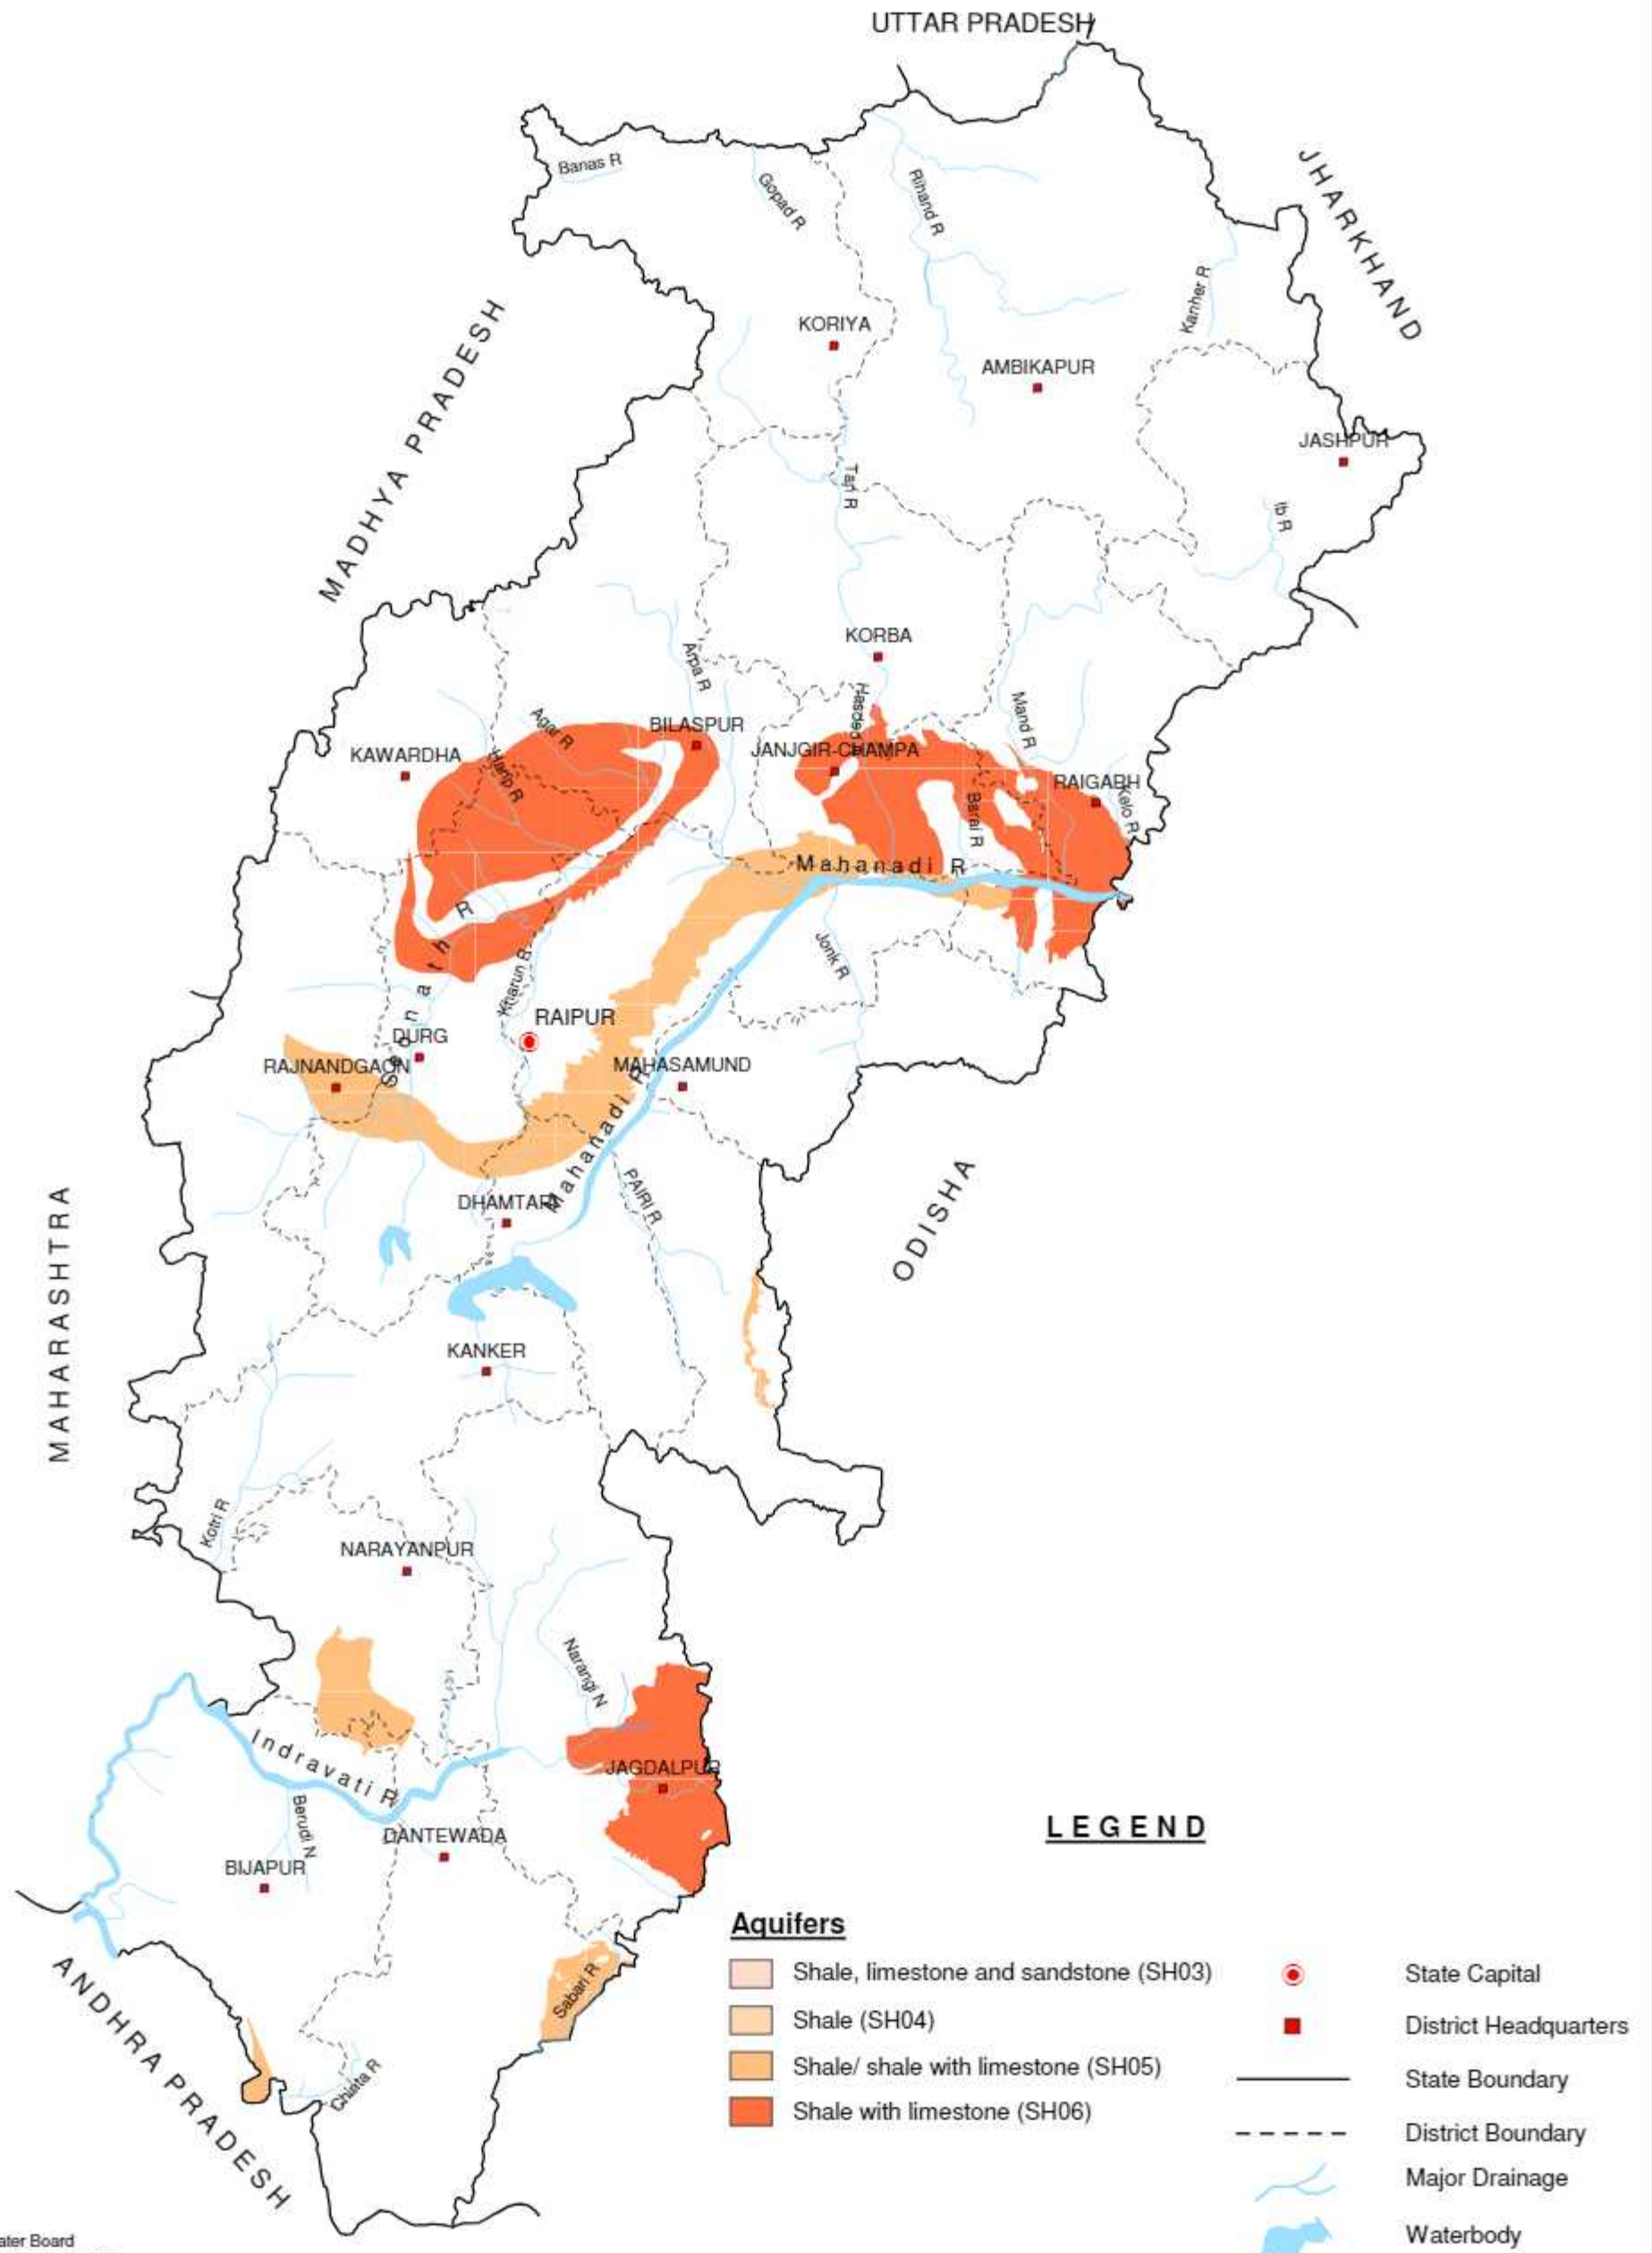 UTTAR PRADESH
JHARKHAND
Banas R
Gopad R
Rihand R
Kanher R
MADHYA PRADESH
KORIYA
AMBIKAPUR
JASHPUR
Ib R
KORBA
Arpa R
Mand R
Agar R
BILASPUR
JANJGIR-CHAMPA
KAWARDHA
RAIGARH
Kelo R
Barai R
Mahanadi R
Jonk R
Kharun R
RAIPUR
DURG
Seonath R
RAJNANDGAON
MAHASAMUND
Mahanadi R
PAIRI R
DHAMTARI
ODISHA
MAHARASHTRA
KANKER
Kotri R
NARAYANPUR
Narangi N
Indravati R
JAGDALPUR
Berudi N
DANTEWADA
BIJAPUR
Sabari R
ANDHRA PRADESH
LEGEND
Aquifers
Shale, limestone and sandstone (SH03)
Shale (SH04)
Shale/ shale with limestone (SH05)
Shale with limestone (SH06)
State Capital
District Headquarters
State Boundary
District Boundary
Major Drainage
Waterbody
ater Board